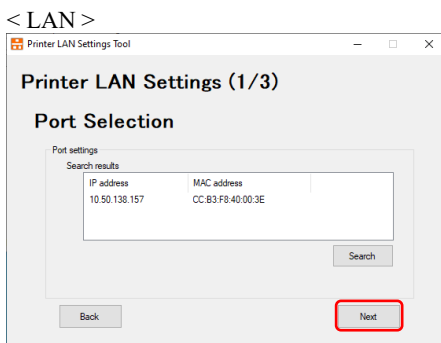 < LAN >
Printer LAN Settings Tool
Printer LAN Settings (1/3)
Port Selection
Port settings
Search results
IP address MAC address
10.50.138.157 CC:B3:F8:40:00:3E
Search
Back Next